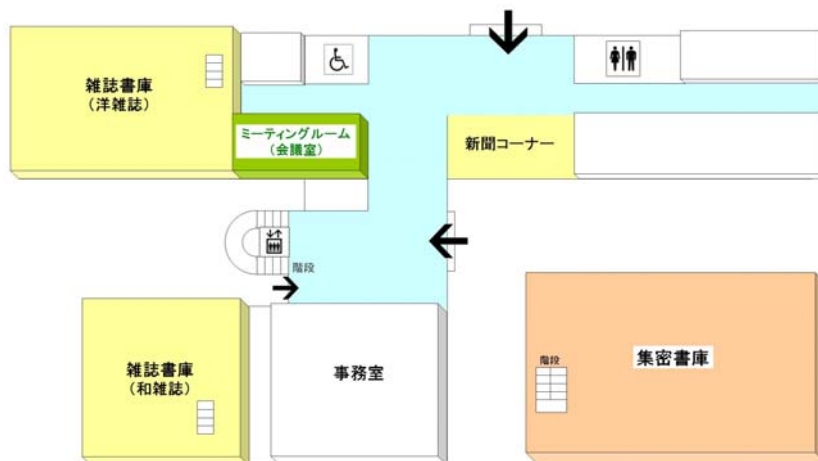 雑誌書庫
（洋雑誌）
ミーティングルーム
（会議室）
新聞コーナー
階段
雑誌書庫
（和雑誌）
事務室
階段
集密書庫